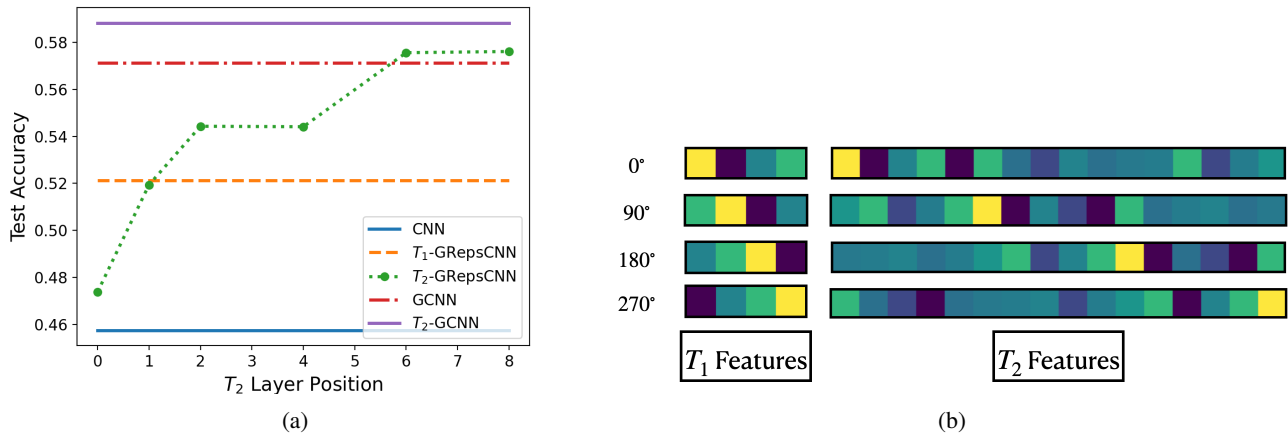 0.58
0.56
0.54
0.52
0.50
0.48
0.46
Test Accuracy
0 1 2 3 4 5 6 7 8
T₂ Layer Position
CNN
T₁-GRepsCNN
T₂-GRepsCNN
GCNN
T₂-GCNN
(a)
0°
90°
180°
270°
T₁ Features
T₂ Features
(b)